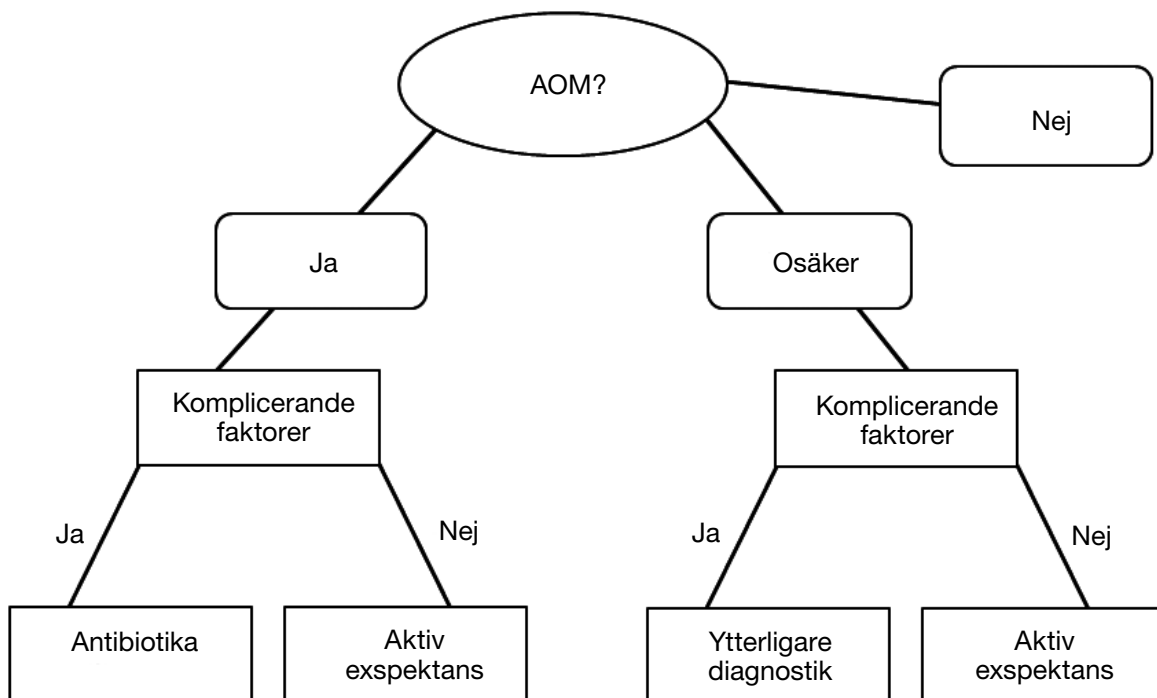 AOM?
Nej
Ja
Osäker
Komplicerande
faktorer
Komplicerande
faktorer
Ja
Nej
Ja
Nej
Antibiotika
Aktiv
exspektans
Ytterligare
diagnostik
Aktiv
exspektans